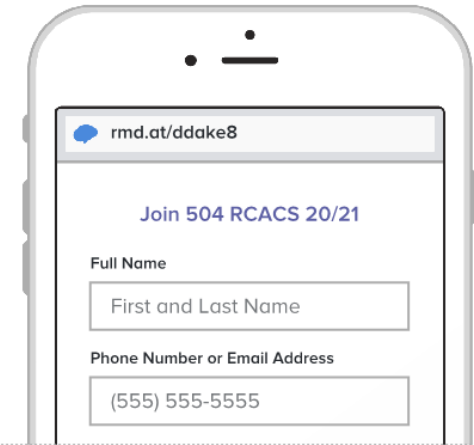 rmd.at/ddake8
Join 504 RCACS 20/21
Full Name
First and Last Name
Phone Number or Email Address
(555) 555-5555